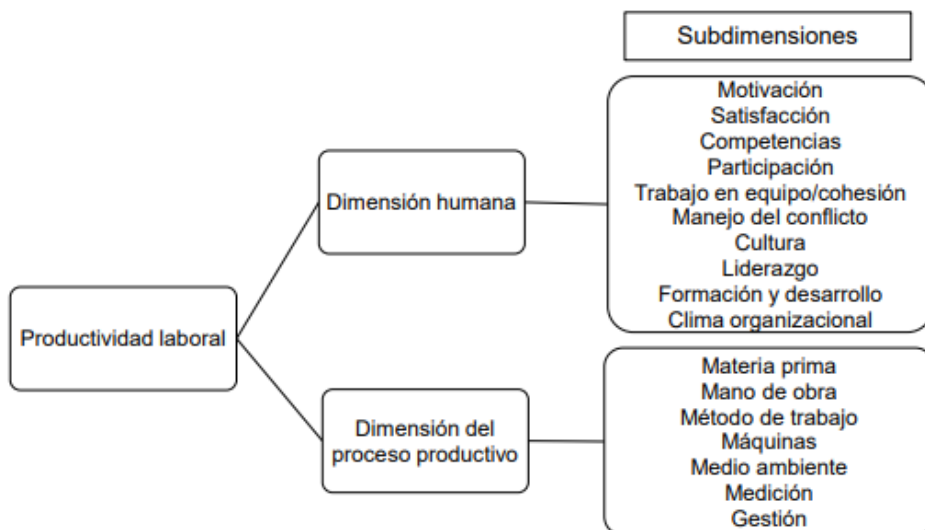 Subdimensiones
Productividad laboral
Dimensión humana
Motivación
Satisfacción
Competencias
Participación
Trabajo en equipo/cohesión
Manejo del conflicto
Cultura
Liderazgo
Formación y desarrollo
Clima organizacional
Dimensión del
proceso productivo
Materia prima
Mano de obra
Método de trabajo
Máquinas
Medio ambiente
Medición
Gestión